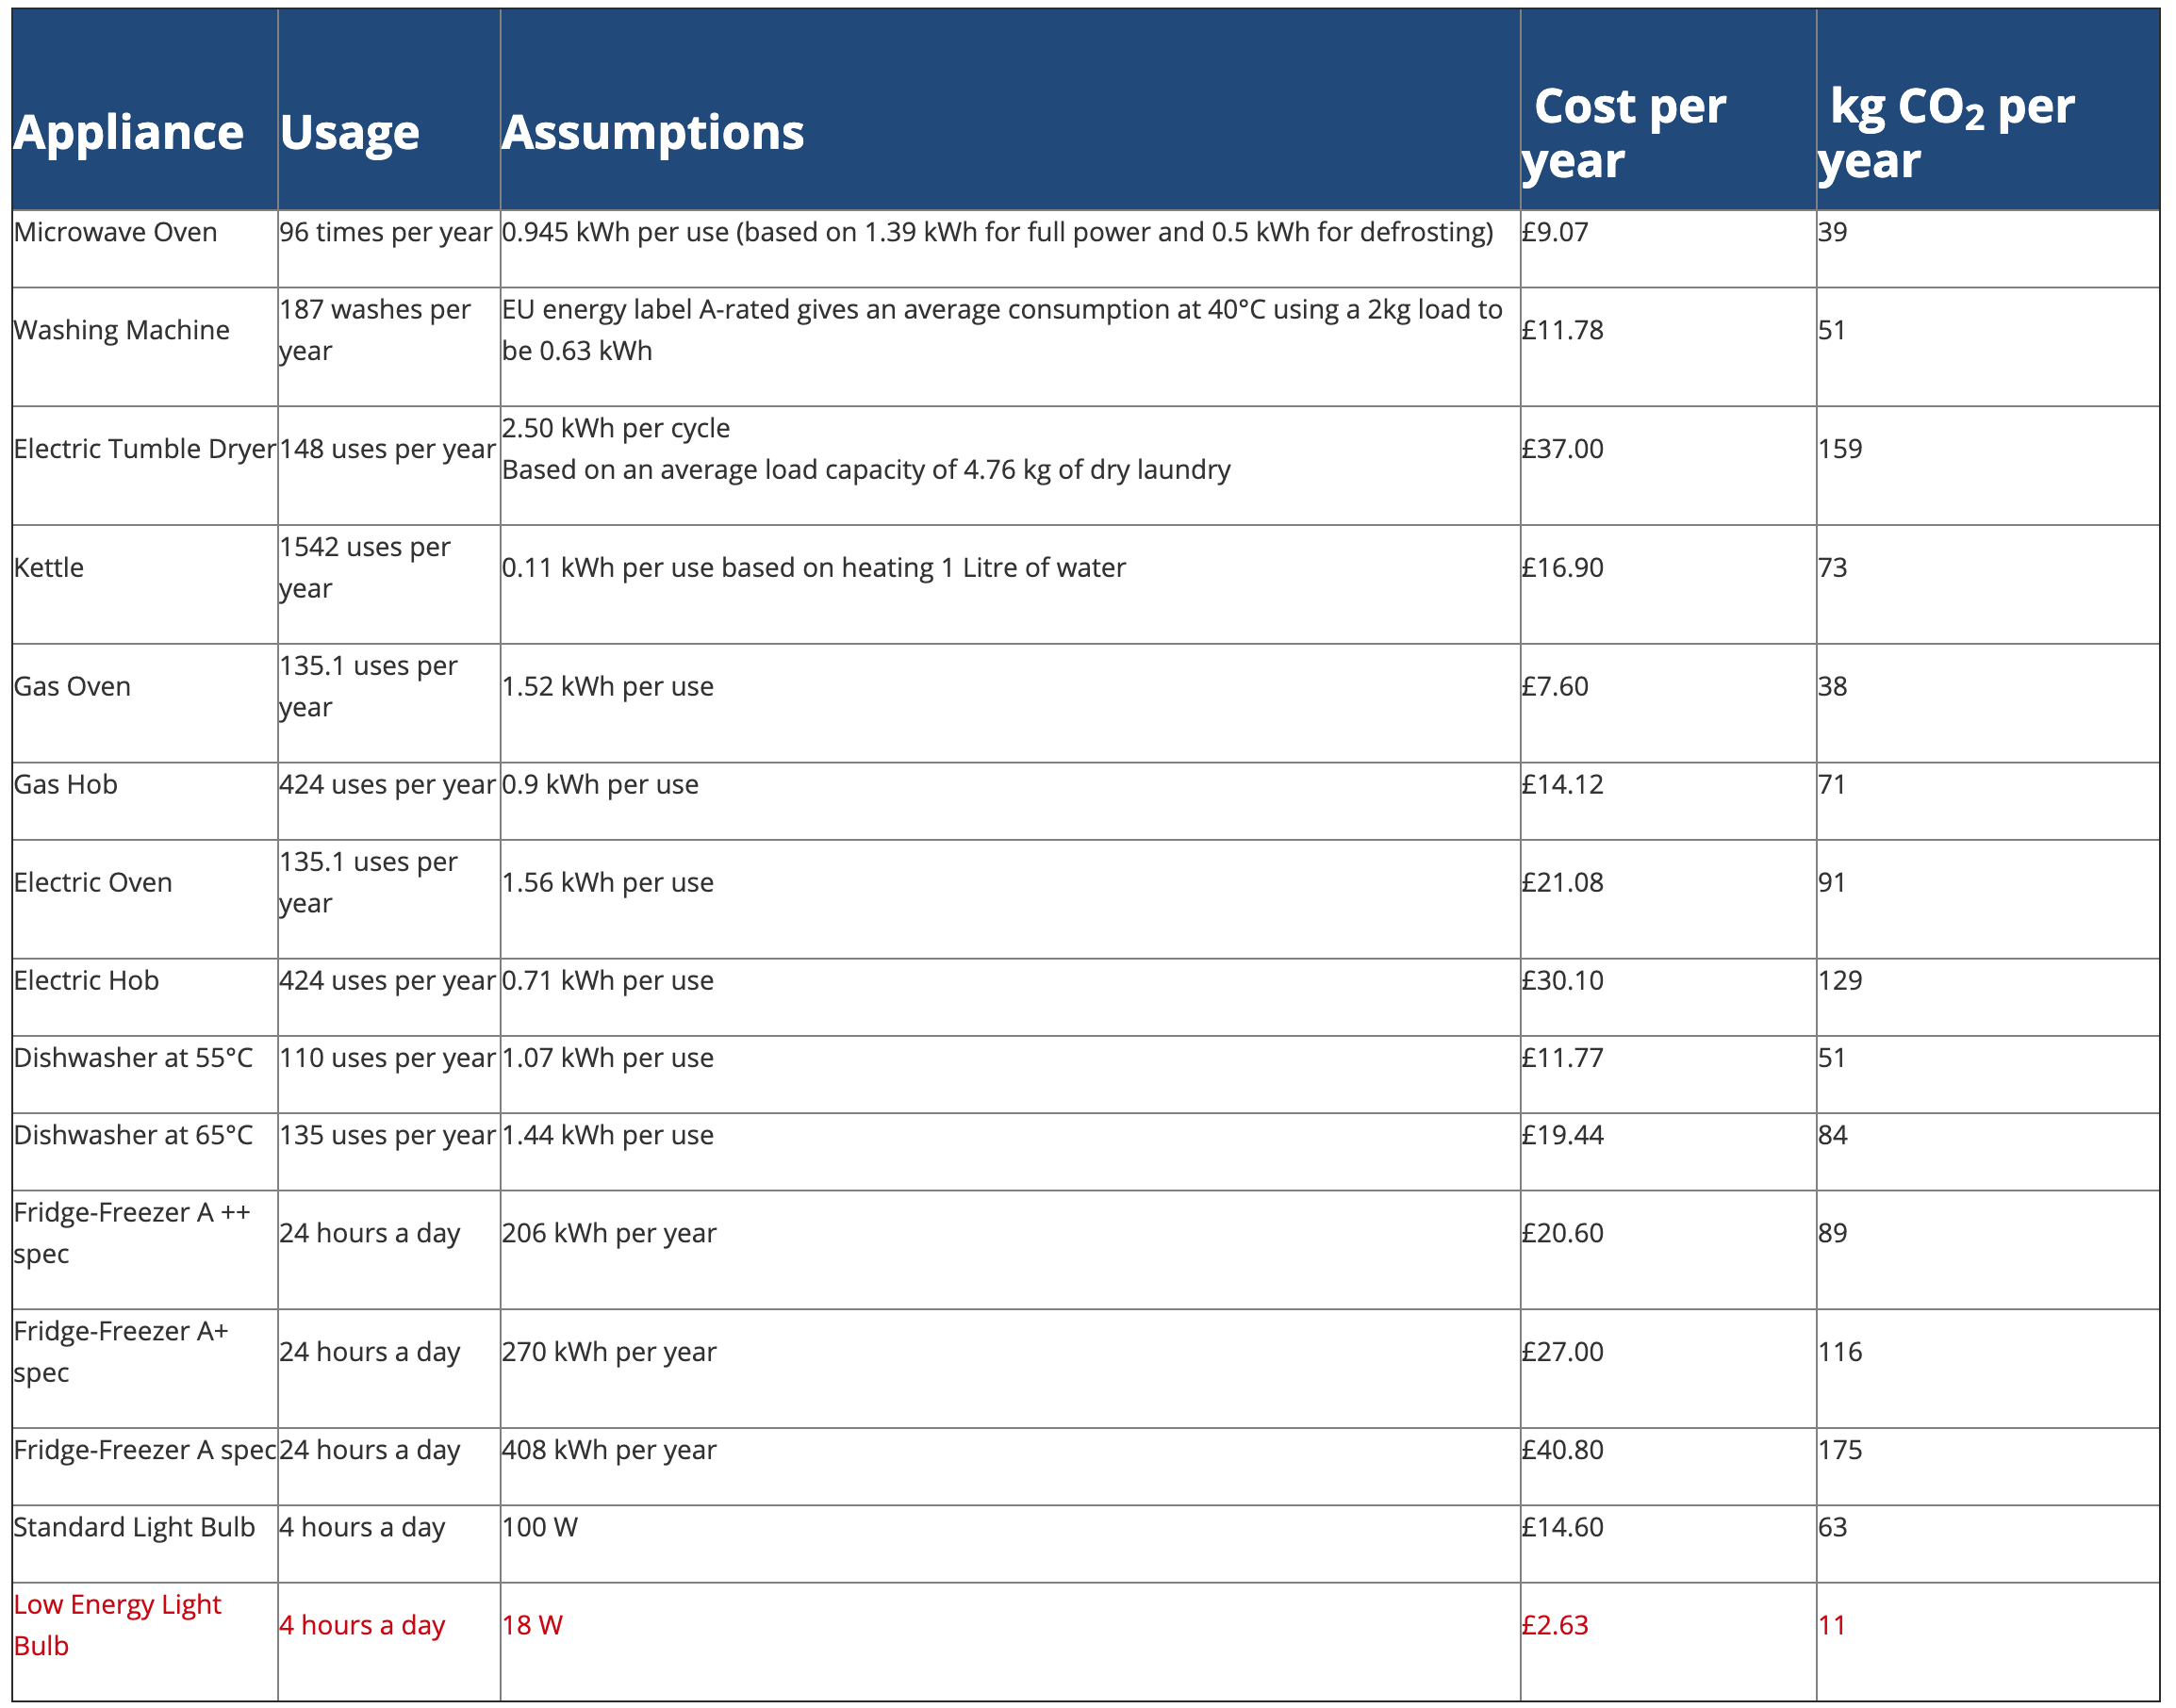 Appliance Usage Assumptions Cost per year kg CO₂ per year
Microwave Oven 96 times per year 0.945 kWh per use (based on 1.39 kWh for full power and 0.5 kWh for defrosting) £9.07 39
Washing Machine 187 washes per year EU energy label A-rated gives an average consumption at 40°C using a 2kg load to be 0.63 kWh £11.78 51
Electric Tumble Dryer 148 uses per year 2.50 kWh per cycle
Based on an average load capacity of 4.76 kg of dry laundry £37.00 159
Kettle 1542 uses per year 0.11 kWh per use based on heating 1 Litre of water £16.90 73
Gas Oven 135.1 uses per year 1.52 kWh per use £7.60 38
Gas Hob 424 uses per year 0.9 kWh per use £14.12 71
Electric Oven 135.1 uses per year 1.56 kWh per use £21.08 91
Electric Hob 424 uses per year 0.71 kWh per use £30.10 129
Dishwasher at 55°C 110 uses per year 1.07 kWh per use £11.77 51
Dishwasher at 65°C 135 uses per year 1.44 kWh per use £19.44 84
Fridge-Freezer A ++ spec 24 hours a day 206 kWh per year £20.60 89
Fridge-Freezer A+ spec 24 hours a day 270 kWh per year £27.00 116
Fridge-Freezer A spec 24 hours a day 408 kWh per year £40.80 175
Standard Light Bulb 4 hours a day 100 W £14.60 63
Low Energy Light Bulb 4 hours a day 18 W £2.63 11